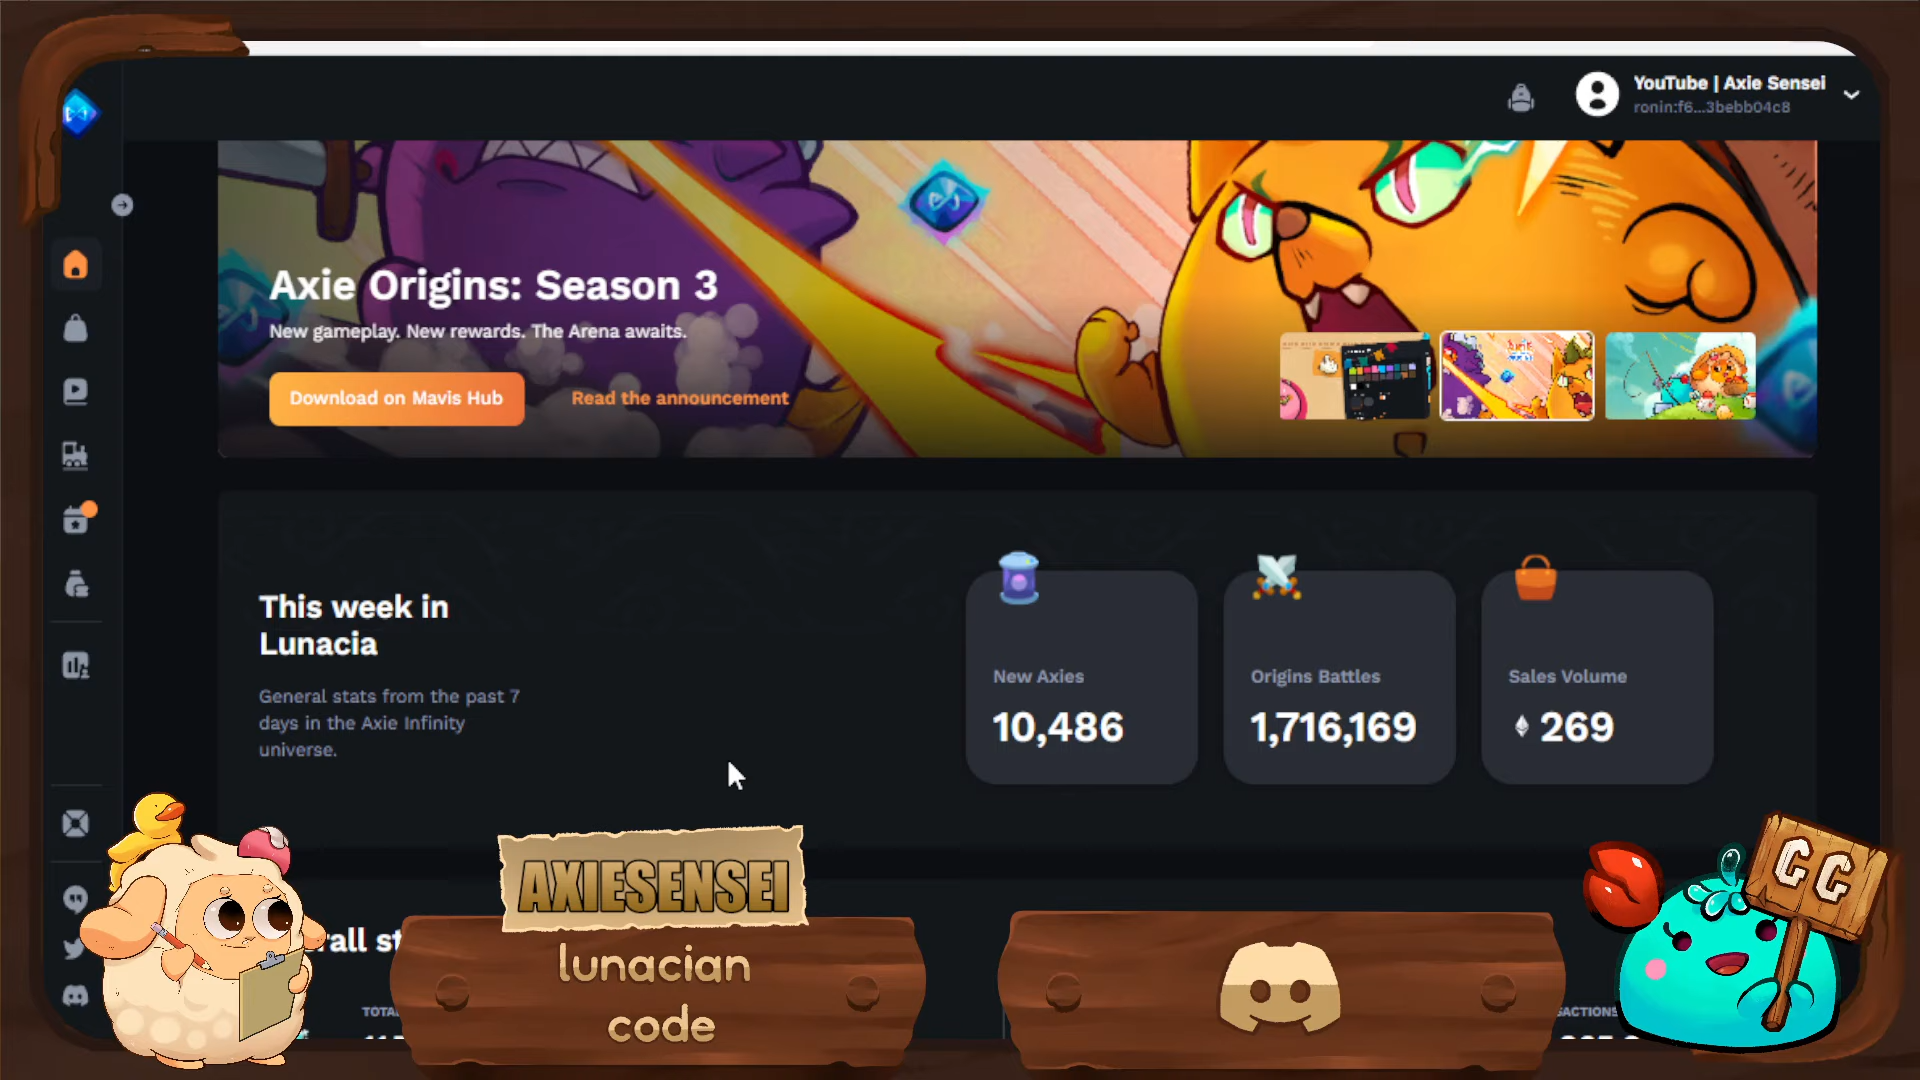 YouTube | Axie Sensei
ronin:f6...3bebb04c8
Axie Origins: Season 3
New gameplay. New rewards. The Arena awaits.
Download on Mavis Hub
Read the announcement
This week in
Lunacia
General stats from the past 7
days in the Axie Infinity
universe.
New Axies
10,486
Origins Battles
1,716,169
Sales Volume
269
AXIESENSEI
lunacian
code
CC